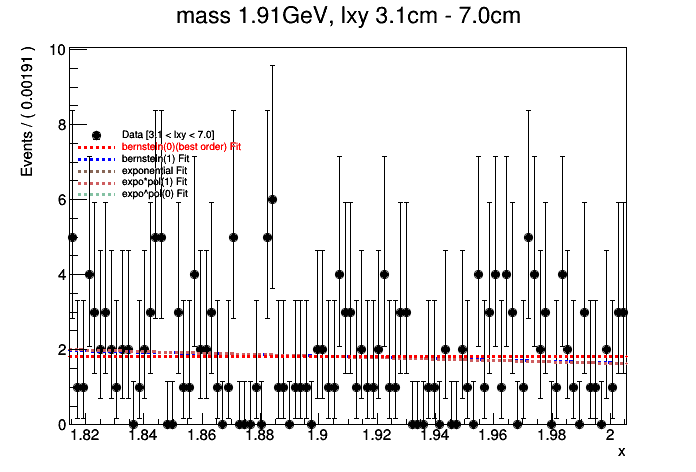 mass 1.91GeV, lxy 3.1cm - 7.0cm
Events / ( 0.00191 )
10
8
6
4
2
0
Data [3.1 < lxy < 7.0]
bernstein(0)(best order) Fit
bernstein(1) Fit
exponential Fit
expo*pol(1) Fit
expo^pol(0) Fit
1.82 1.84 1.86 1.88 1.9 1.92 1.94 1.96 1.98 2
x